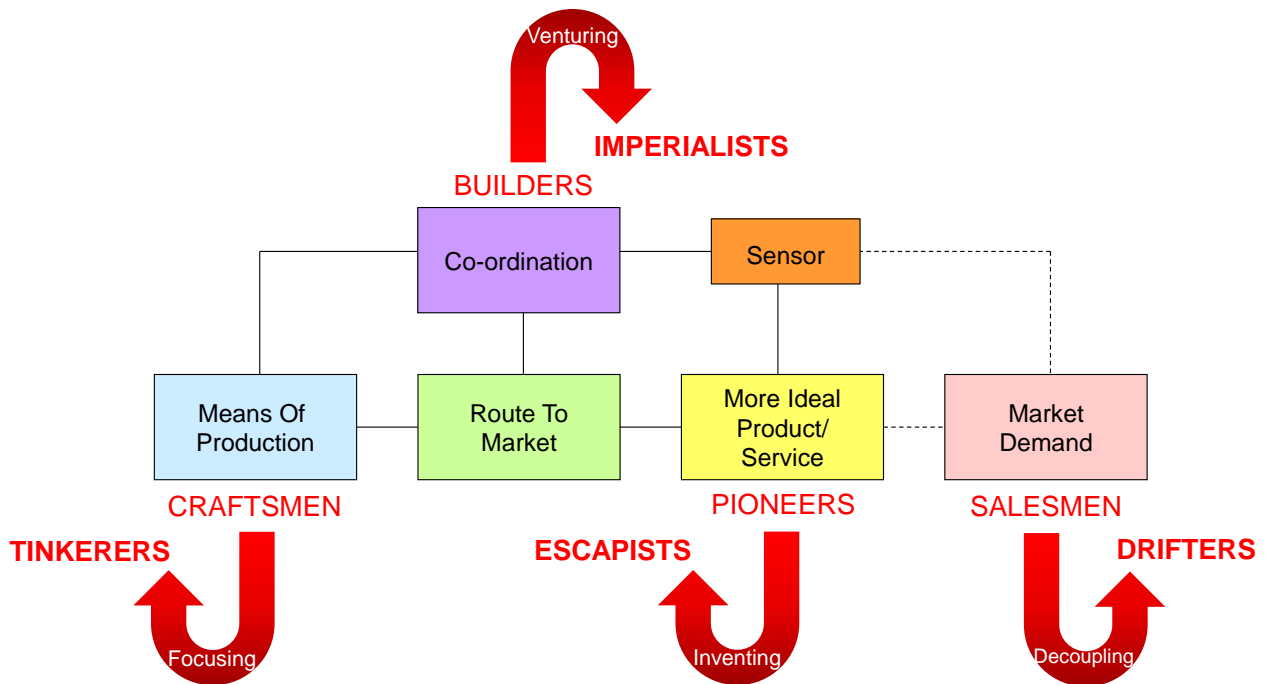 Venturing
IMPERIALISTS
BUILDERS
Co-ordination
Sensor
Means Of
Production
Route To
Market
More Ideal
Product/
Service
Market
Demand
CRAFTSMEN
PIONEERS
SALESMEN
TINKERERS
ESCAPISTS
DRIFTERS
Focusing
Inventing
Decoupling